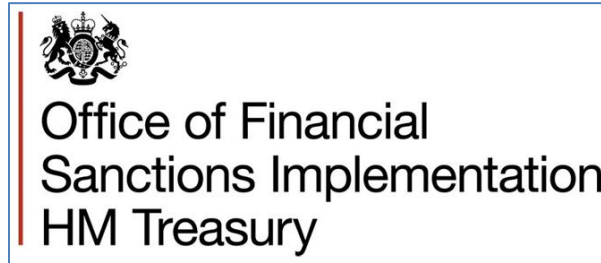 Office of Financial
Sanctions Implementation
HM Treasury